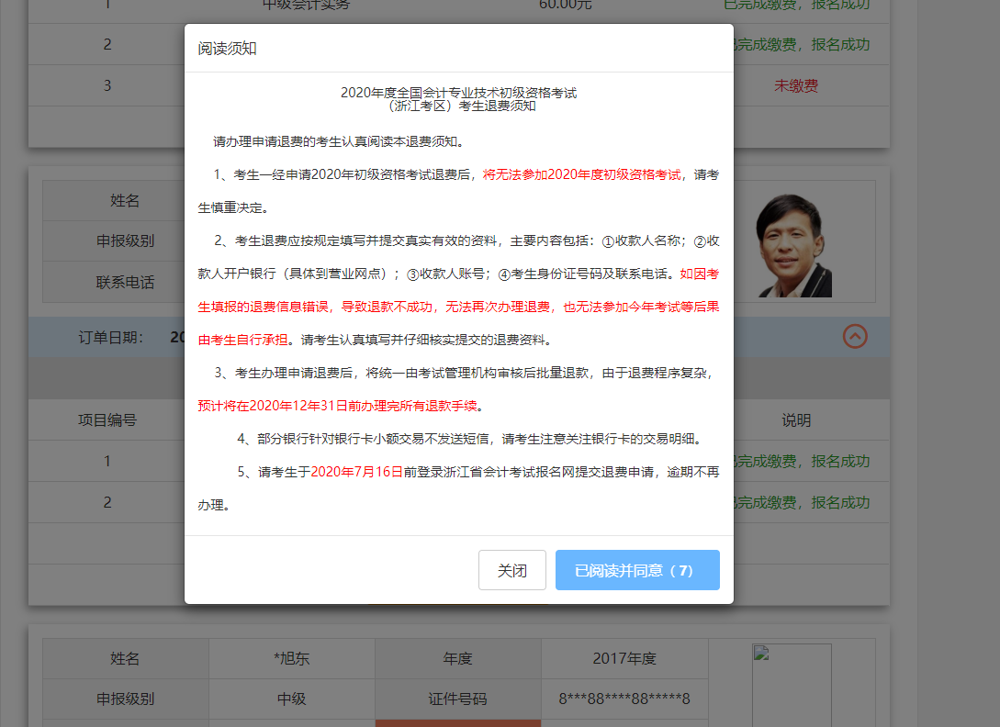 1 中级会计实务 60.00元 已完成缴费，报名成功
2 已完成缴费，报名成功
3 未缴费
阅读须知
2020年度全国会计专业技术初级资格考试
（浙江考区）考生退费须知
请办理申请退费的考生认真阅读本退费须知。
1、考生一经申请2020年初级资格考试退费后，将无法参加2020年度初级资格考试，请考
生慎重决定。
2、考生退费应按规定填写并提交真实有效的资料，主要内容包括：①收款人名称；②收
款人开户银行（具体到营业网点）；③收款人账号；④考生身份证号码及联系电话。如因考
生填报的退费信息错误，导致退款不成功，无法再次办理退费，也无法参加今年考试等后果
由考生自行承担。请考生认真填写并仔细核实提交的退费资料。
3、考生办理申请退费后，将统一由考试管理机构审核后批量退款，由于退费程序复杂，
预计将在2020年12年31日前办理完所有退款手续。
4、部分银行针对银行卡小额交易不发送短信，请考生注意关注银行卡的交易明细。
5、请考生于2020年7月16日前登录浙江省会计考试报名网提交退费申请，逾期不再
办理。
关闭 已阅读并同意（7）
姓名
申报级别
联系电话
订单日期： 20
项目编号 说明
1 已完成缴费，报名成功
2 已完成缴费，报名成功
姓名 *旭东 年度 2017年度
申报级别 中级 证件号码 8***88****88*****8